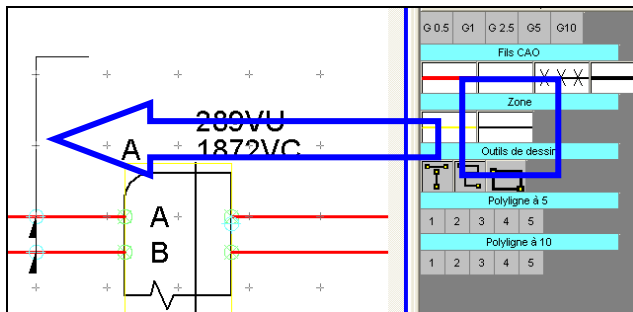 G 0.5 G1 G 2.5 G5 G10
Fils CAO
Zone
Outils de dessin
Polyligne à 5
1 2 3 4 5
Polyligne à 10
1 2 3 4 5
289VU
A 1872VC
A
B